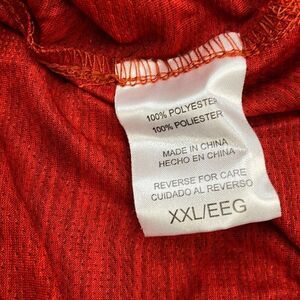 100% POLYESTER
100% POLIESTER
MADE IN CHINA
HECHO EN CHINA
REVERSE FOR CARE
CUIDADO AL REVERSO
XXL/EEG